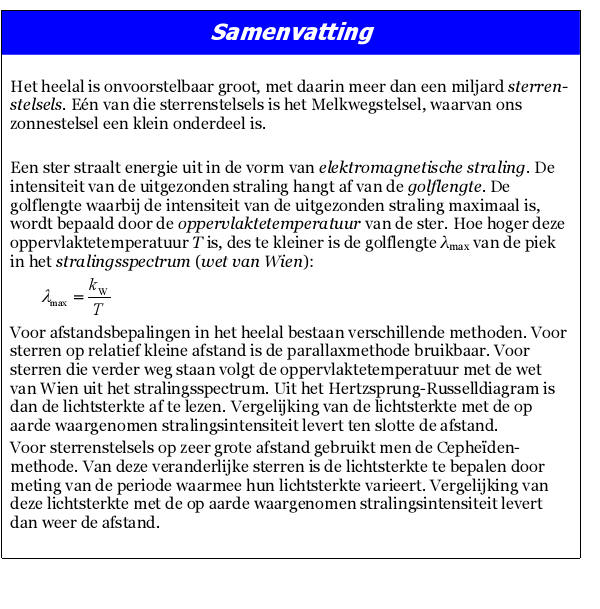 Samenvatting
Het heelal is onvoorstelbaar groot, met daarin meer dan een miljard sterren-
stelsels. Eén van die sterrenstelsels is het Melkwegstelsel, waarvan ons
zonnestelsel een klein onderdeel is.
Een ster straalt energie uit in de vorm van elektromagnetische straling. De
intensiteit van de uitgezonden straling hangt af van de golflengte. De
golflengte waarbij de intensiteit van de uitgezonden straling maximaal is,
wordt bepaald door de oppervlaktetemperatuur van de ster. Hoe hoger deze
oppervlaktetemperatuur T is, des te kleiner is de golflengte λmax van de piek
in het stralingsspectrum (wet van Wien):
λmax = kW / T
Voor afstandsbepalingen in het heelal bestaan verschillende methoden. Voor
sterren op relatief kleine afstand is de parallaxmethode bruikbaar. Voor
sterren die verder weg staan volgt de oppervlaktetemperatuur met de wet
van Wien uit het stralingsspectrum. Uit het Hertzsprung-Russelldiagram is
dan de lichtsterkte af te lezen. Vergelijking van de lichtsterkte met de op
aarde waargenomen stralingsintensiteit levert ten slotte de afstand.
Voor sterrenstelsels op zeer grote afstand gebruikt men de Cepheïden-
methode. Van deze veranderlijke sterren is de lichtsterkte te bepalen door
meting van de periode waarmee hun lichtsterkte varieert. Vergelijking van
deze lichtsterkte met de op aarde waargenomen stralingsintensiteit levert
dan weer de afstand.